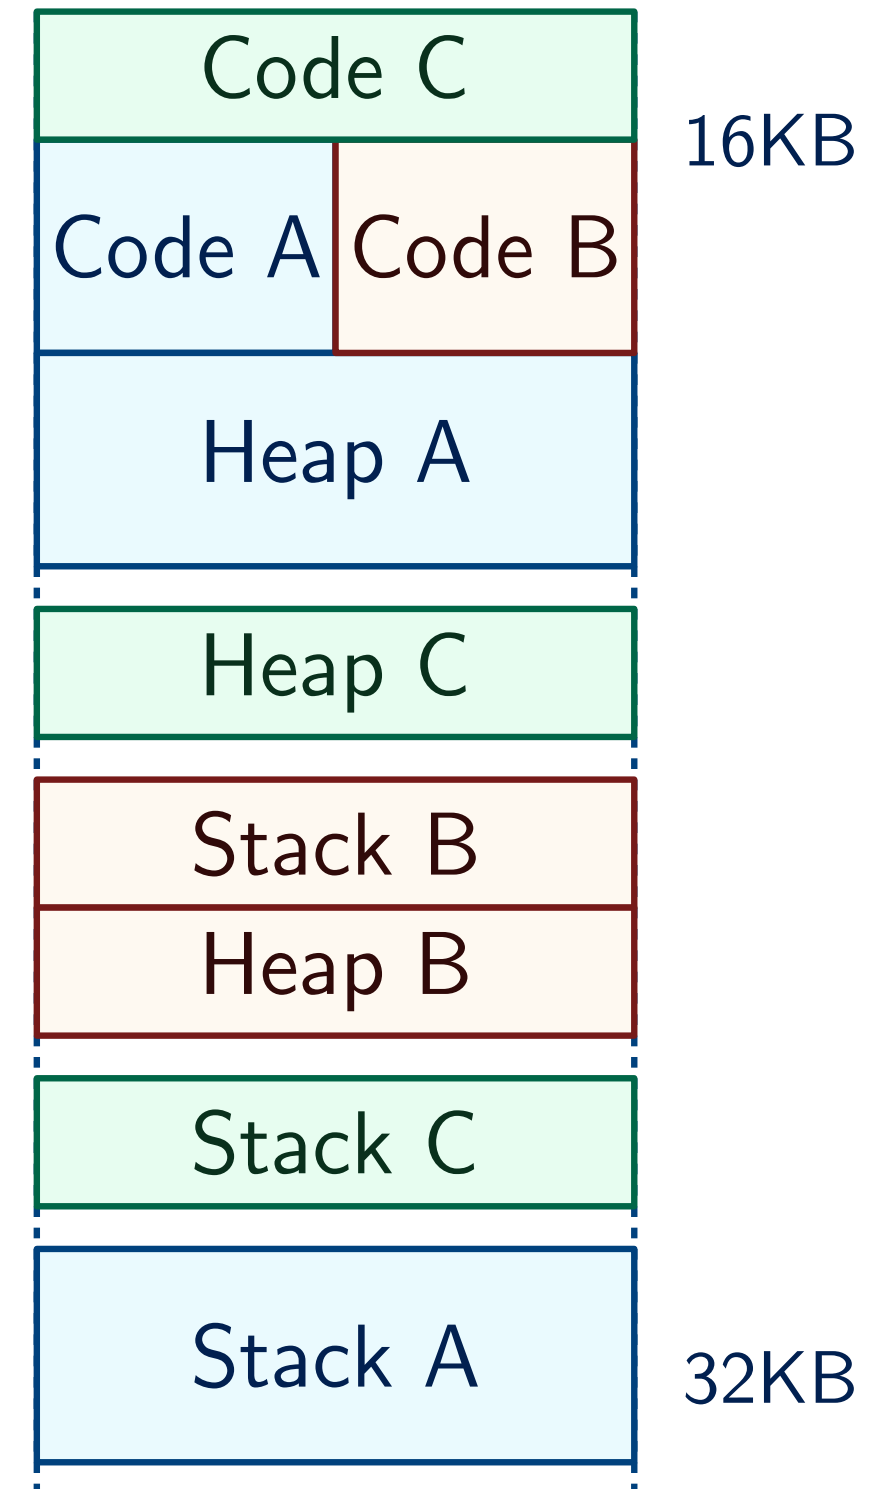 Code C
16KB
Code A
Code B
Heap A
Heap C
Stack B
Heap B
Stack C
Stack A
32KB